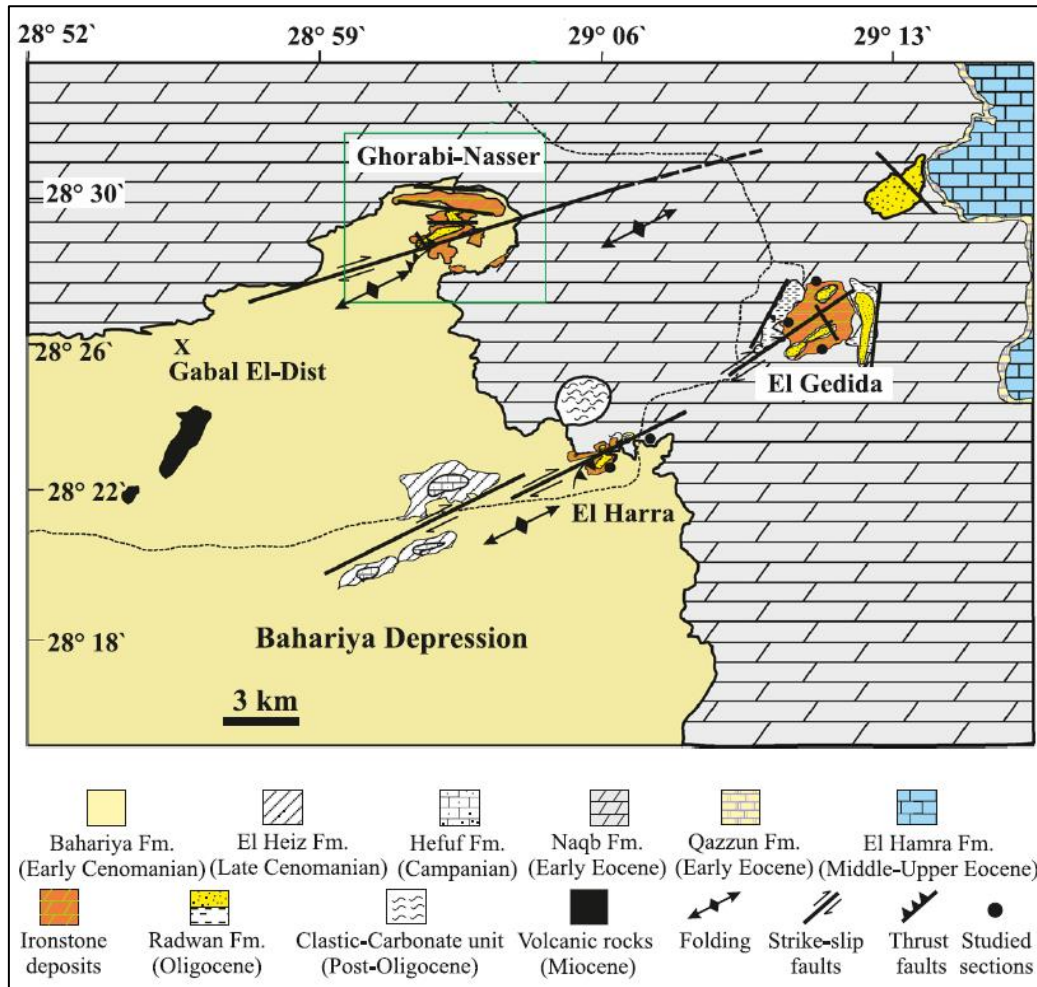 28° 52` 28° 59` 29° 06` 29° 13`
Ghorabi-Nasser
28° 30`
28° 26`
X
Gabal El-Dist
El Gedida
28° 22`
El Harra
28° 18`
Bahariya Depression
3 km
Bahariya Fm. El Heiz Fm. Hefuf Fm. Naqb Fm. Qazzun Fm. El Hamra Fm.
(Early Cenomanian) (Late Cenomanian) (Campanian) (Early Eocene) (Early Eocene) (Middle-Upper Eocene)
Ironstone Radwan Fm. Clastic-Carbonate unit Volcanic rocks Folding Strike-slip Thrust Studied
deposits (Oligocene) (Post-Oligocene) (Miocene) faults faults sections